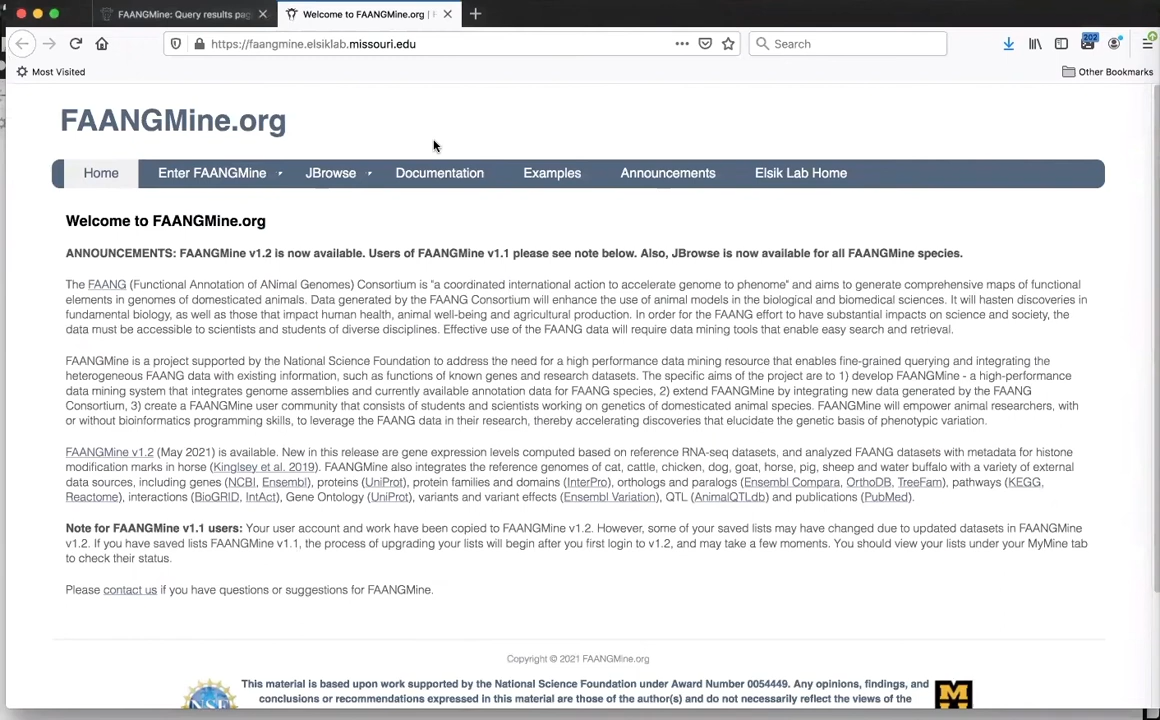 FAANGMine: Query results pag
Welcome to FAANGMine.org |
https://faangmine.elsiklab.missouri.edu
Search
202
Most Visited
Other Bookmarks
FAANGMine.org
Home
Enter FAANGMine
JBrowse
Documentation
Examples
Announcements
Elsik Lab Home
Welcome to FAANGMine.org
ANNOUNCEMENTS: FAANGMine v1.2 is now available. Users of FAANGMine v1.1 please see note below. Also, JBrowse is now available for all FAANGMine species.
The FAANG (Functional Annotation of ANimal Genomes) Consortium is "a coordinated international action to accelerate genome to phenome" and aims to generate comprehensive maps of functional
elements in genomes of domesticated animals. Data generated by the FAANG Consortium will enhance the use of animal models in the biological and biomedical sciences. It will hasten discoveries in
fundamental biology, as well as those that impact human health, animal well-being and agricultural production. In order for the FAANG effort to have substantial impacts on science and society, the
data must be accessible to scientists and students of diverse disciplines. Effective use of the FAANG data will require data mining tools that enable easy search and retrieval.
FAANGMine is a project supported by the National Science Foundation to address the need for a high performance data mining resource that enables fine-grained querying and integrating the
heterogeneous FAANG data with existing information, such as functions of known genes and research datasets. The specific aims of the project are to 1) develop FAANGMine - a high-performance
data mining system that integrates genome assemblies and currently available annotation data for FAANG species, 2) extend FAANGMine by integrating new data generated by the FAANG
Consortium, 3) create a FAANGMine user community that consists of students and scientists working on genetics of domesticated animal species. FAANGMine will empower animal researchers, with
or without bioinformatics programming skills, to leverage the FAANG data in their research, thereby accelerating discoveries that elucidate the genetic basis of phenotypic variation.
FAANGMine v1.2 (May 2021) is available. New in this release are gene expression levels computed based on reference RNA-seq datasets, and analyzed FAANG datasets with metadata for histone
modification marks in horse (Kinglsey et al. 2019). FAANGMine also integrates the reference genomes of cat, cattle, chicken, dog, goat, horse, pig, sheep and water buffalo with a variety of external
data sources, including genes (NCBI, Ensembl), proteins (UniProt), protein families and domains (InterPro), orthologs and paralogs (Ensembl Compara, OrthoDB, TreeFam), pathways (KEGG,
Reactome), interactions (BioGRID, IntAct), Gene Ontology (UniProt), variants and variant effects (Ensembl Variation), QTL (AnimalQTLdb) and publications (PubMed).
Note for FAANGMine v1.1 users: Your user account and work have been copied to FAANGMine v1.2. However, some of your saved lists may have changed due to updated datasets in FAANGMine
v1.2. If you have saved lists FAANGMine v1.1, the process of upgrading your lists will begin after you first login to v1.2, and may take a few moments. You should view your lists under your MyMine tab
to check their status.
Please contact us if you have questions or suggestions for FAANGMine.
Copyright © 2021 FAANGMine.org
This material is based upon work supported by the National Science Foundation under Award Number 0054449. Any opinions, findings, and
conclusions or recommendations expressed in this material are those of the author(s) and do not necessarily reflect the views of the